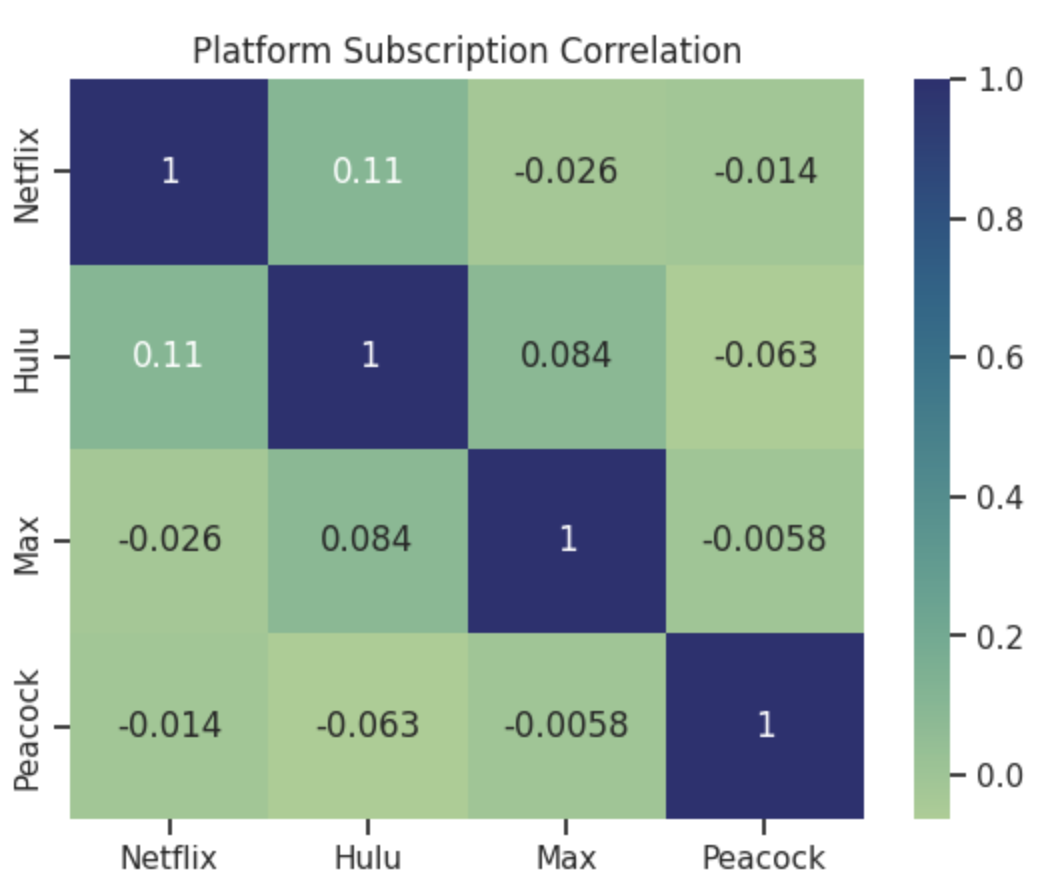 Platform Subscription Correlation
Netflix 1 0.11 -0.026 -0.014
Hulu 0.11 1 0.084 -0.063
Max -0.026 0.084 1 -0.0058
Peacock -0.014 -0.063 -0.0058 1
Netflix Hulu Max Peacock
1.0
0.8
0.6
0.4
0.2
0.0